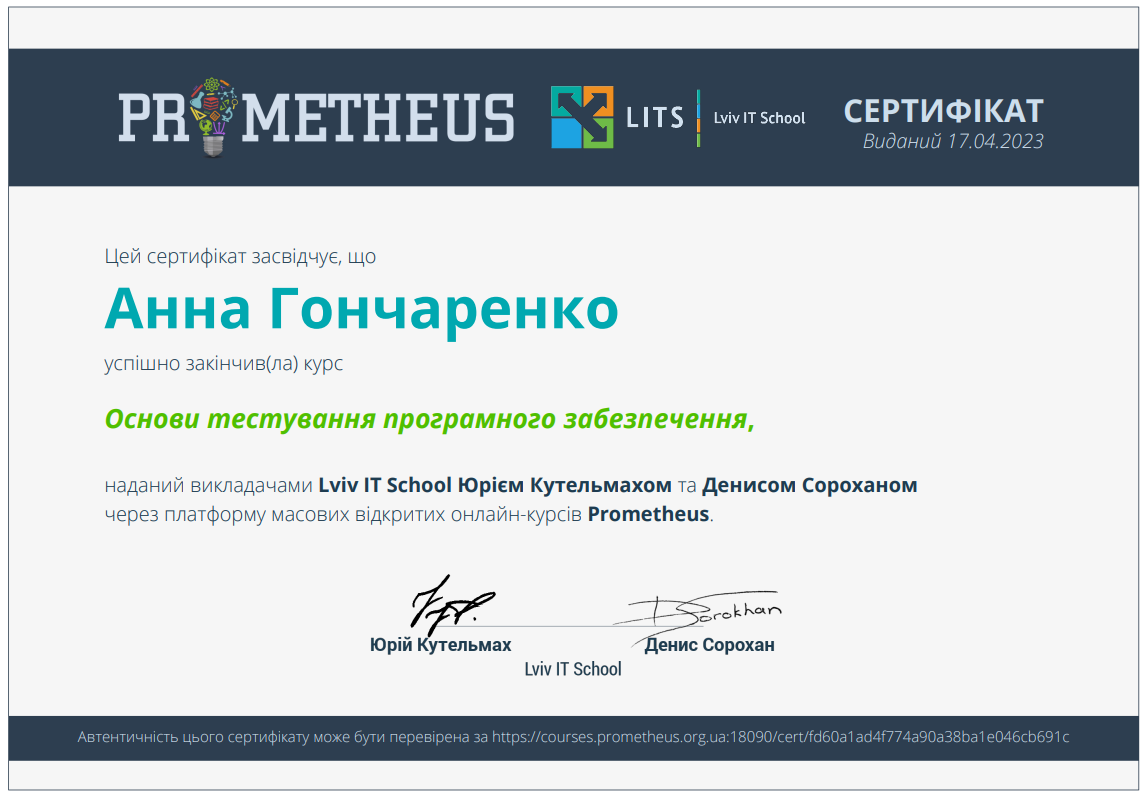 PROMETHEUS
LITS
Lviv IT School
СЕРТИФІКАТ
Виданий 17.04.2023
Цей сертифікат засвідчує, що
Анна Гончаренко
успішно закінчив(ла) курс
Основи тестування програмного забезпечення,
наданий викладачами Lviv IT School Юрієм Кутельмахом та Денисом Сороханом
через платформу масових відкритих онлайн-курсів Prometheus.
DSorokhan
Юрій Кутельмах
Денис Сорохан
Lviv IT School
Автентичність цього сертифікату може бути перевірена за https://courses.prometheus.org.ua:18090/cert/fd60a1ad4f774a90a38ba1e046cb691c